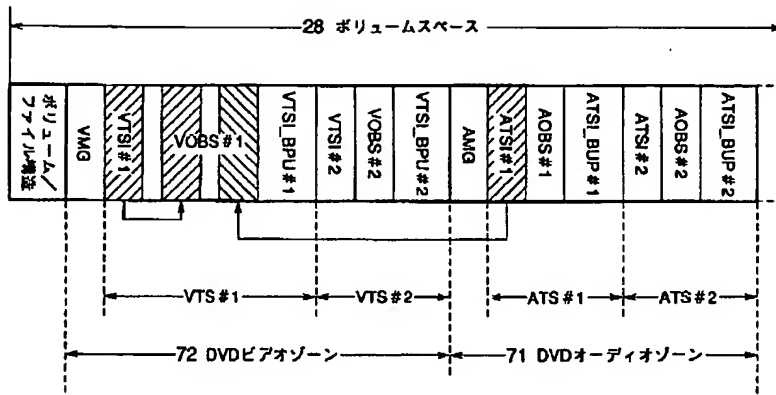 28 ボリュームスペース
ボリューム／
ファイル構造
VMG
VTSI#1
VOBS#1
VTSI_BPU#1
VTSI#2
VOBS#2
VTSI_BPU#2
AMG
ATSI#1
AOBS#1
ATSI_BUP#1
ATSI#2
AOBS#2
ATSI_BUP#2
VTS#1
VTS#2
ATS#1
ATS#2
72 DVDビデオゾーン
71 DVDオーディオゾーン